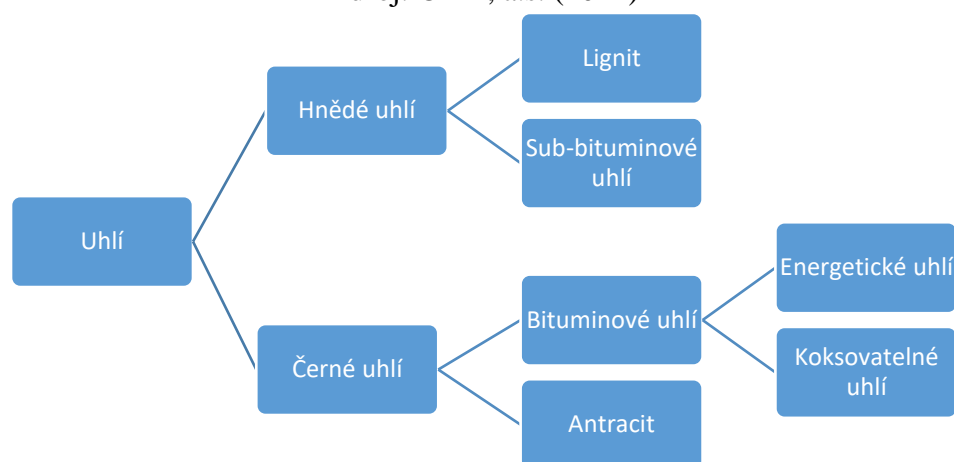 Lignit
Hnědé uhlí
Sub-bituminové
uhlí
Uhlí
Energetické uhlí
Bituminové uhlí
Černé uhlí
Koksovatelné
uhlí
Antracit